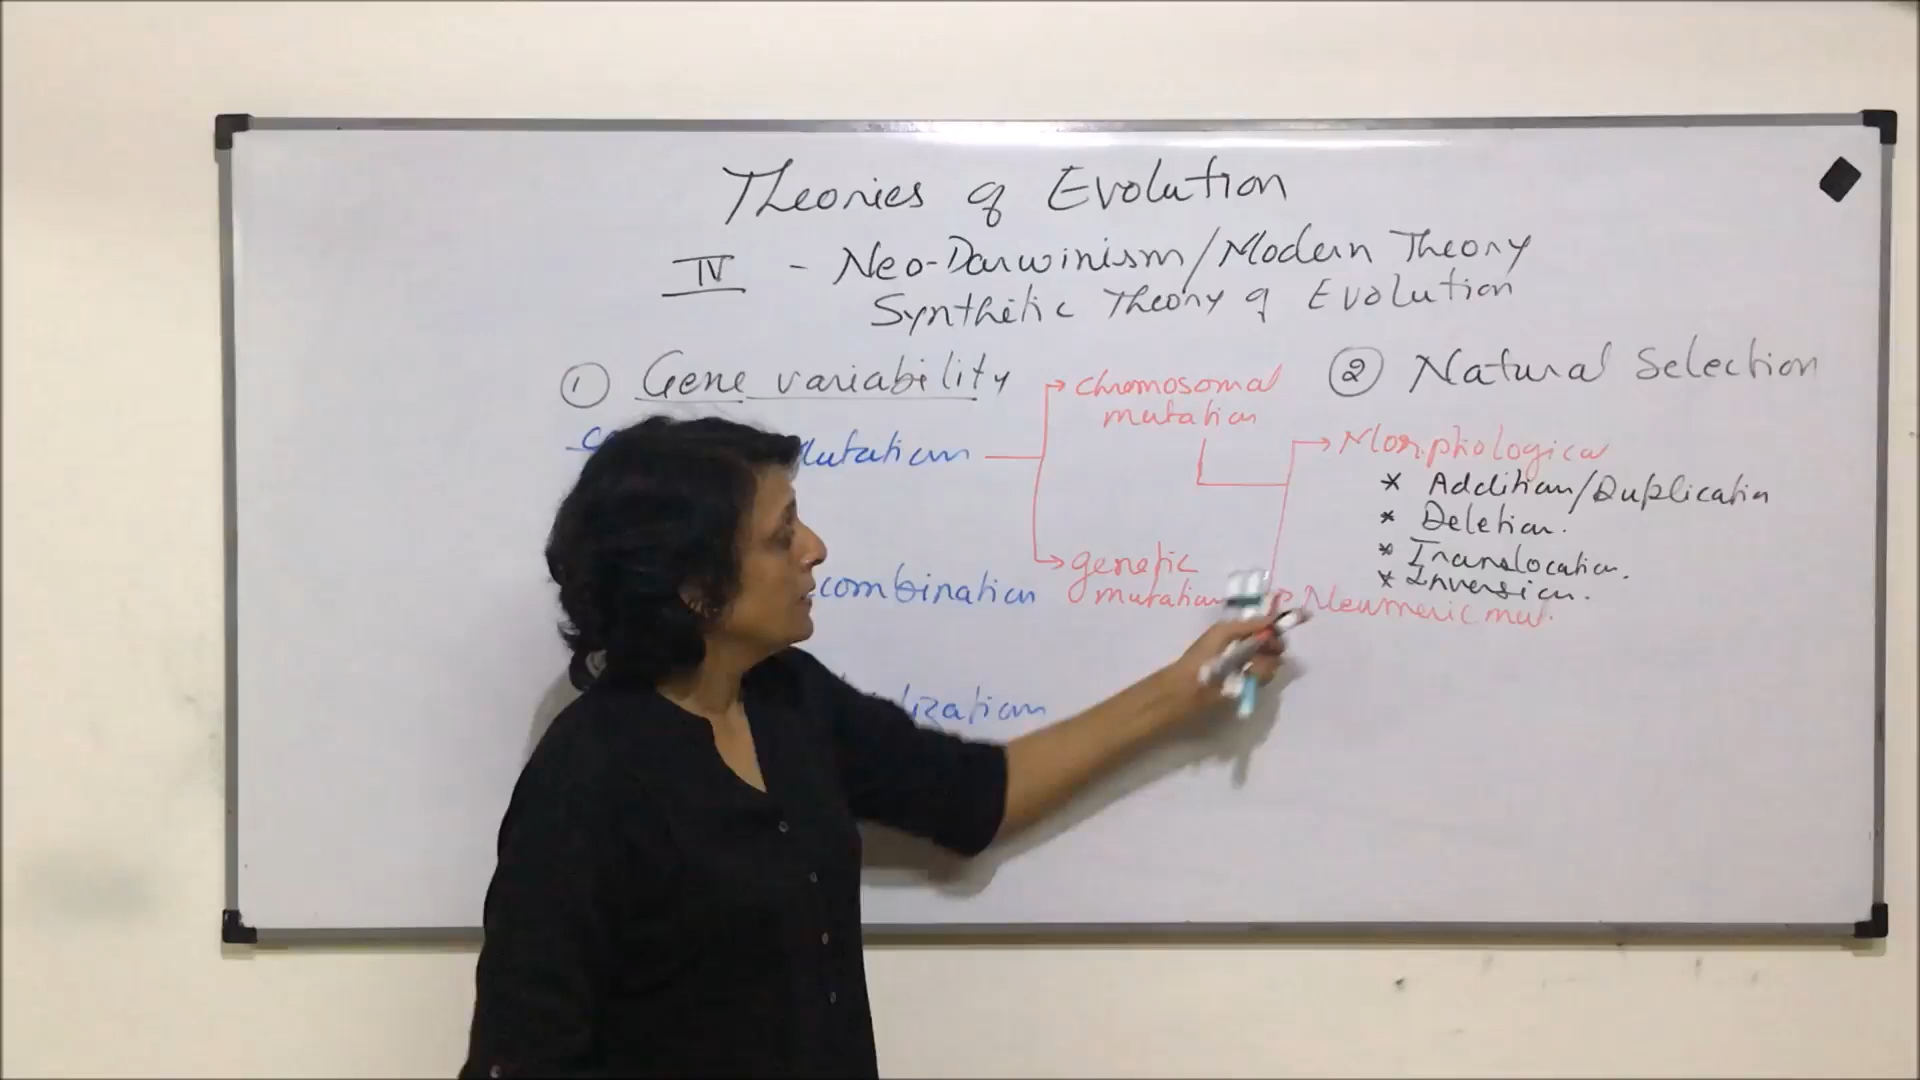 Theories of Evolution
IV - Neo-Darwinism/Modern Theory
Synthetic Theory of Evolution
① Gene variability
② Natural Selection
chromosomal
mutation
mutation
genetic
mutation
Morphological
* Addition/Duplication
* Deletion.
* Translocation.
* Inversion.
Neumeric mut.
combination
lization